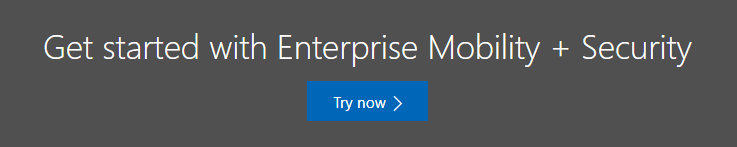 Get started with Enterprise Mobility + Security
Try now